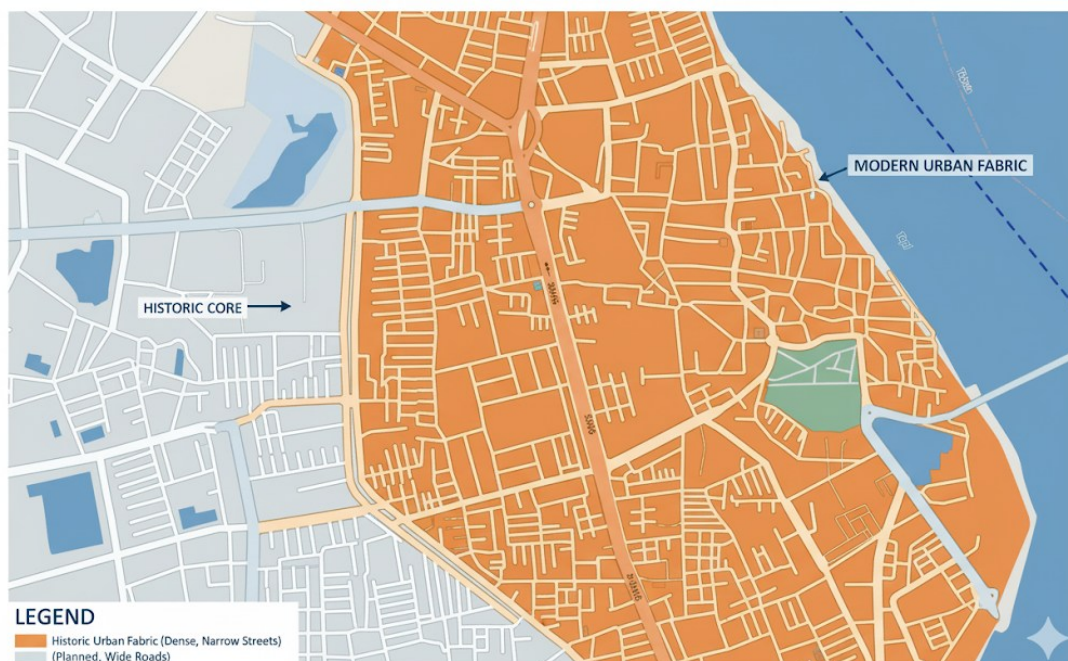 MODERN URBAN FABRIC
HISTORIC CORE
LEGEND
Historic Urban Fabric (Dense, Narrow Streets)
(Planned, Wide Roads)